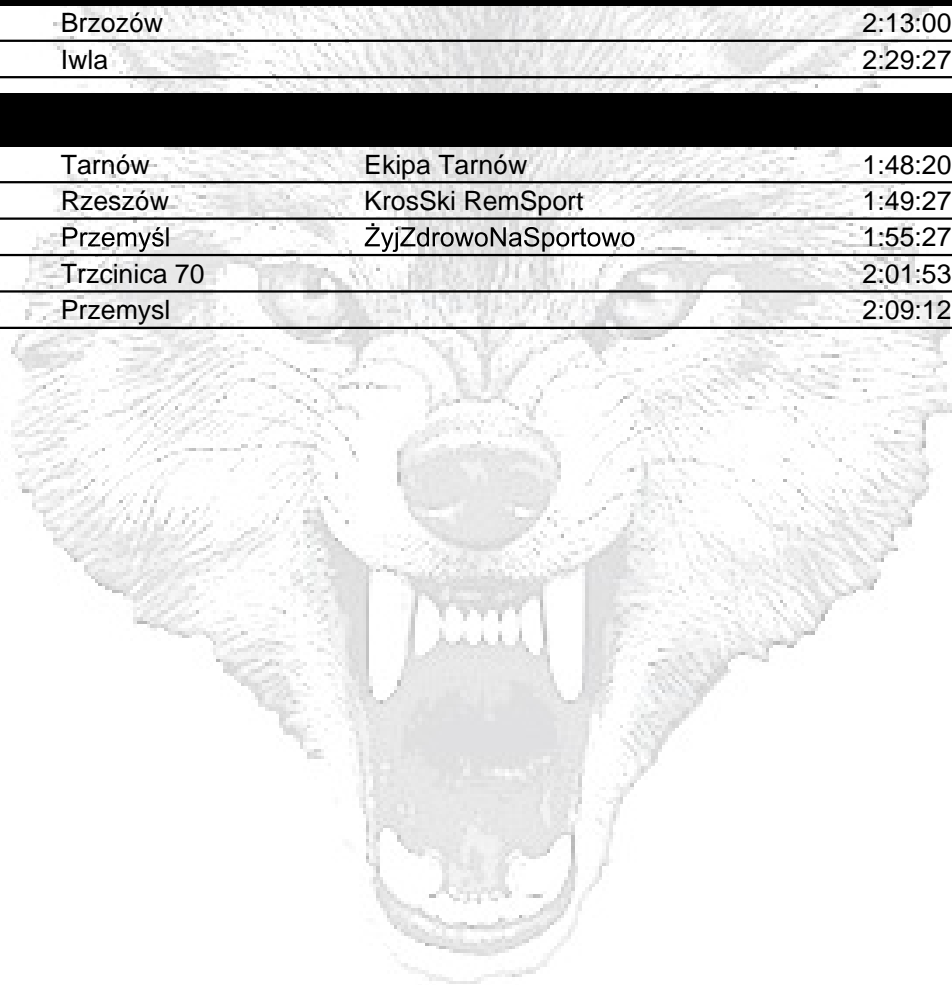 Brzozów 2:13:00
Iwla 2:29:27
Tarnów Ekipa Tarnów 1:48:20
Rzeszów KrosSki RemSport 1:49:27
Przemyśl ŻyjZdrowoNaSportowo 1:55:27
Trzcinica 70 2:01:53
Przemysl 2:09:12